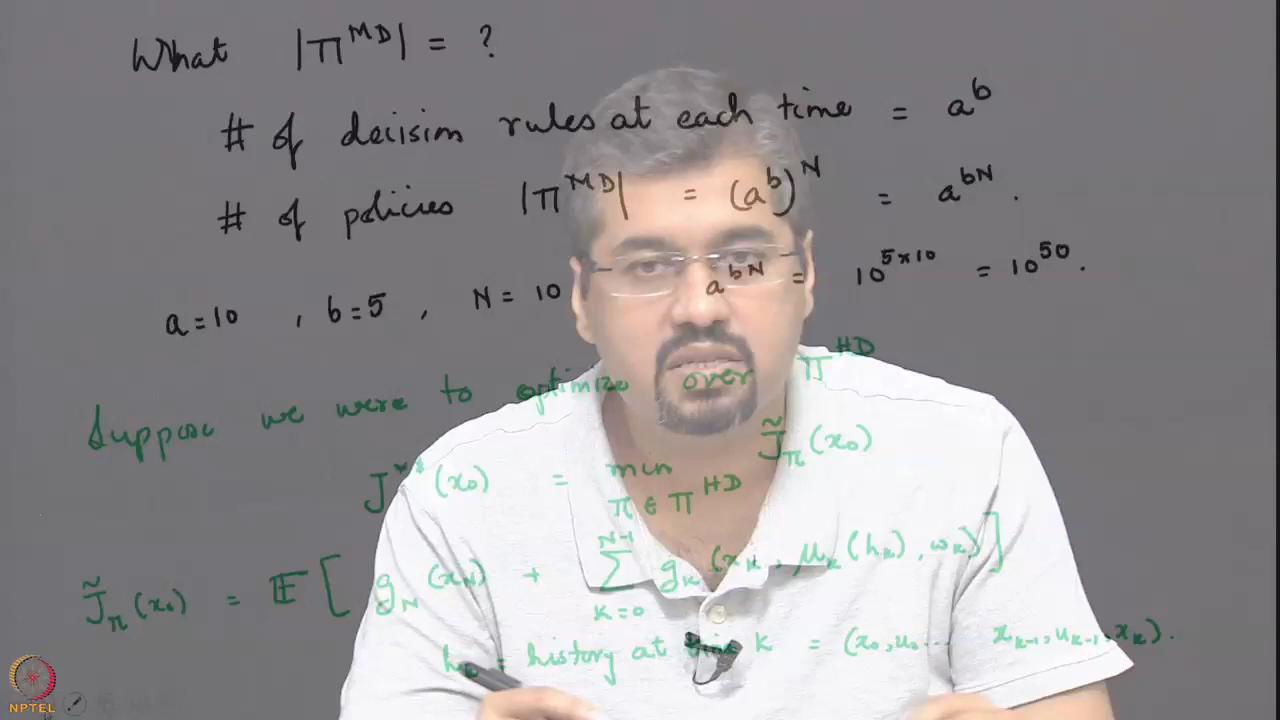 What |Π^MD| = ?
# of decision rules at each time = a^b
# of policies |Π^MD| = (a^b)^N = a^bN.
a=10, b=5, N=10 a^bN = 10^5×10 = 10^50.
Suppose we were to optimize over Π^HD
J**(x₀) = min π ∈ Π^HD J̃_π(x₀)
J̃_π(x₀) = 𝔼[g_N(x_N) + ∑_{k=0}^{N-1} g_k(x_k, μ_k(h_k), w_k)]
h_k = history at time k = (x₀, u₀ ... x_{k-1}, u_{k-1}, x_k).
NPTEL